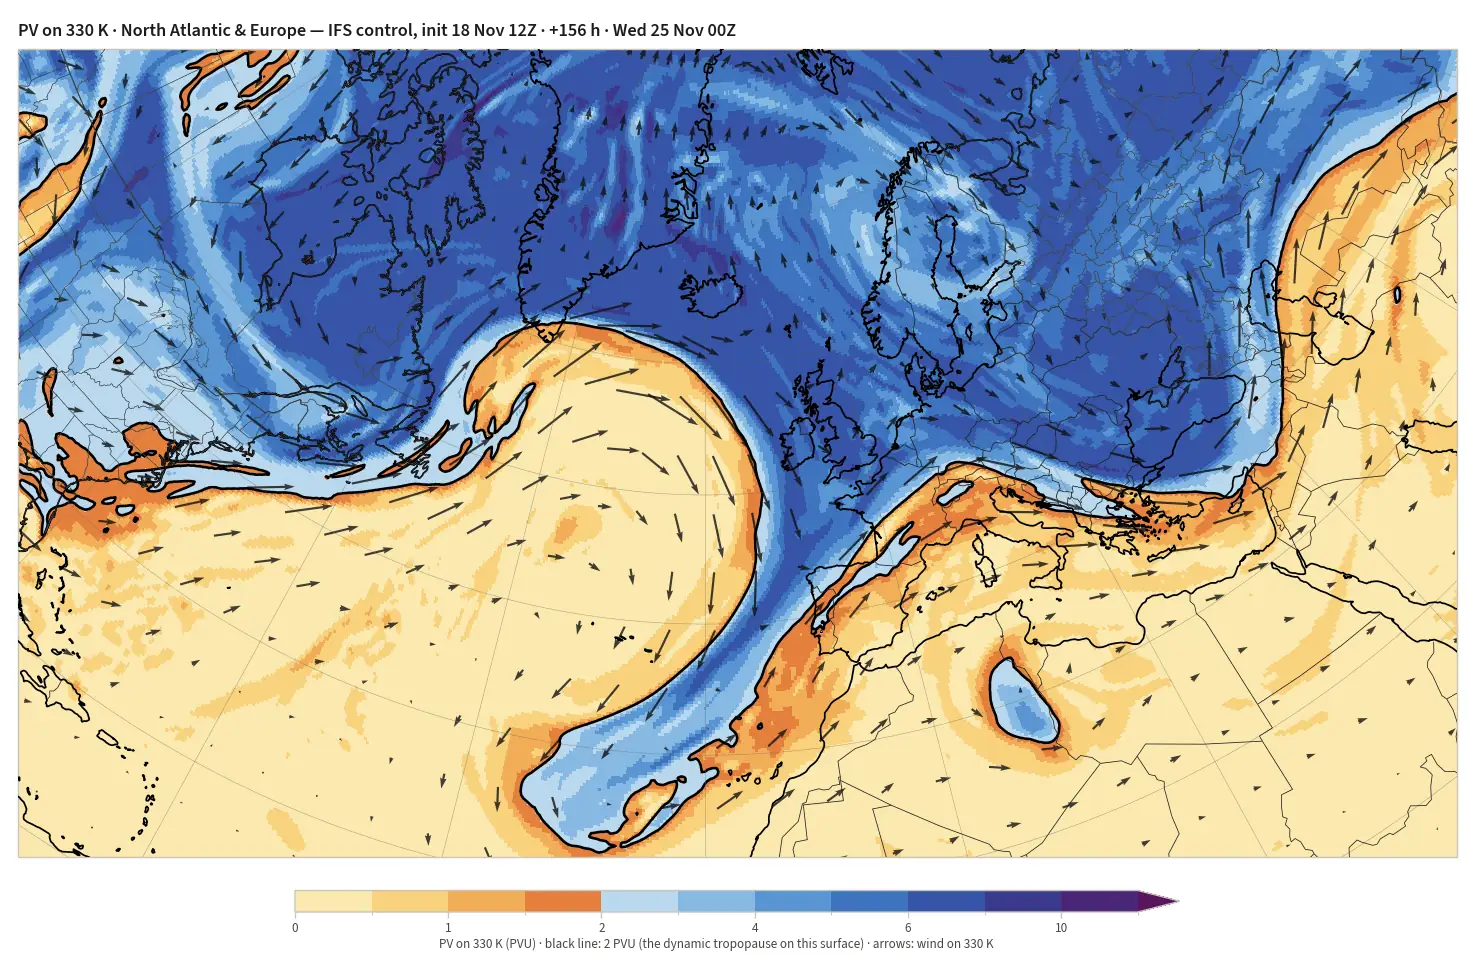 PV on 330 K · North Atlantic & Europe — IFS control, init 18 Nov 12Z · +156 h · Wed 25 Nov 00Z
0 1 2 4 6 10
PV on 330 K (PVU) · black line: 2 PVU (the dynamic tropopause on this surface) · arrows: wind on 330 K